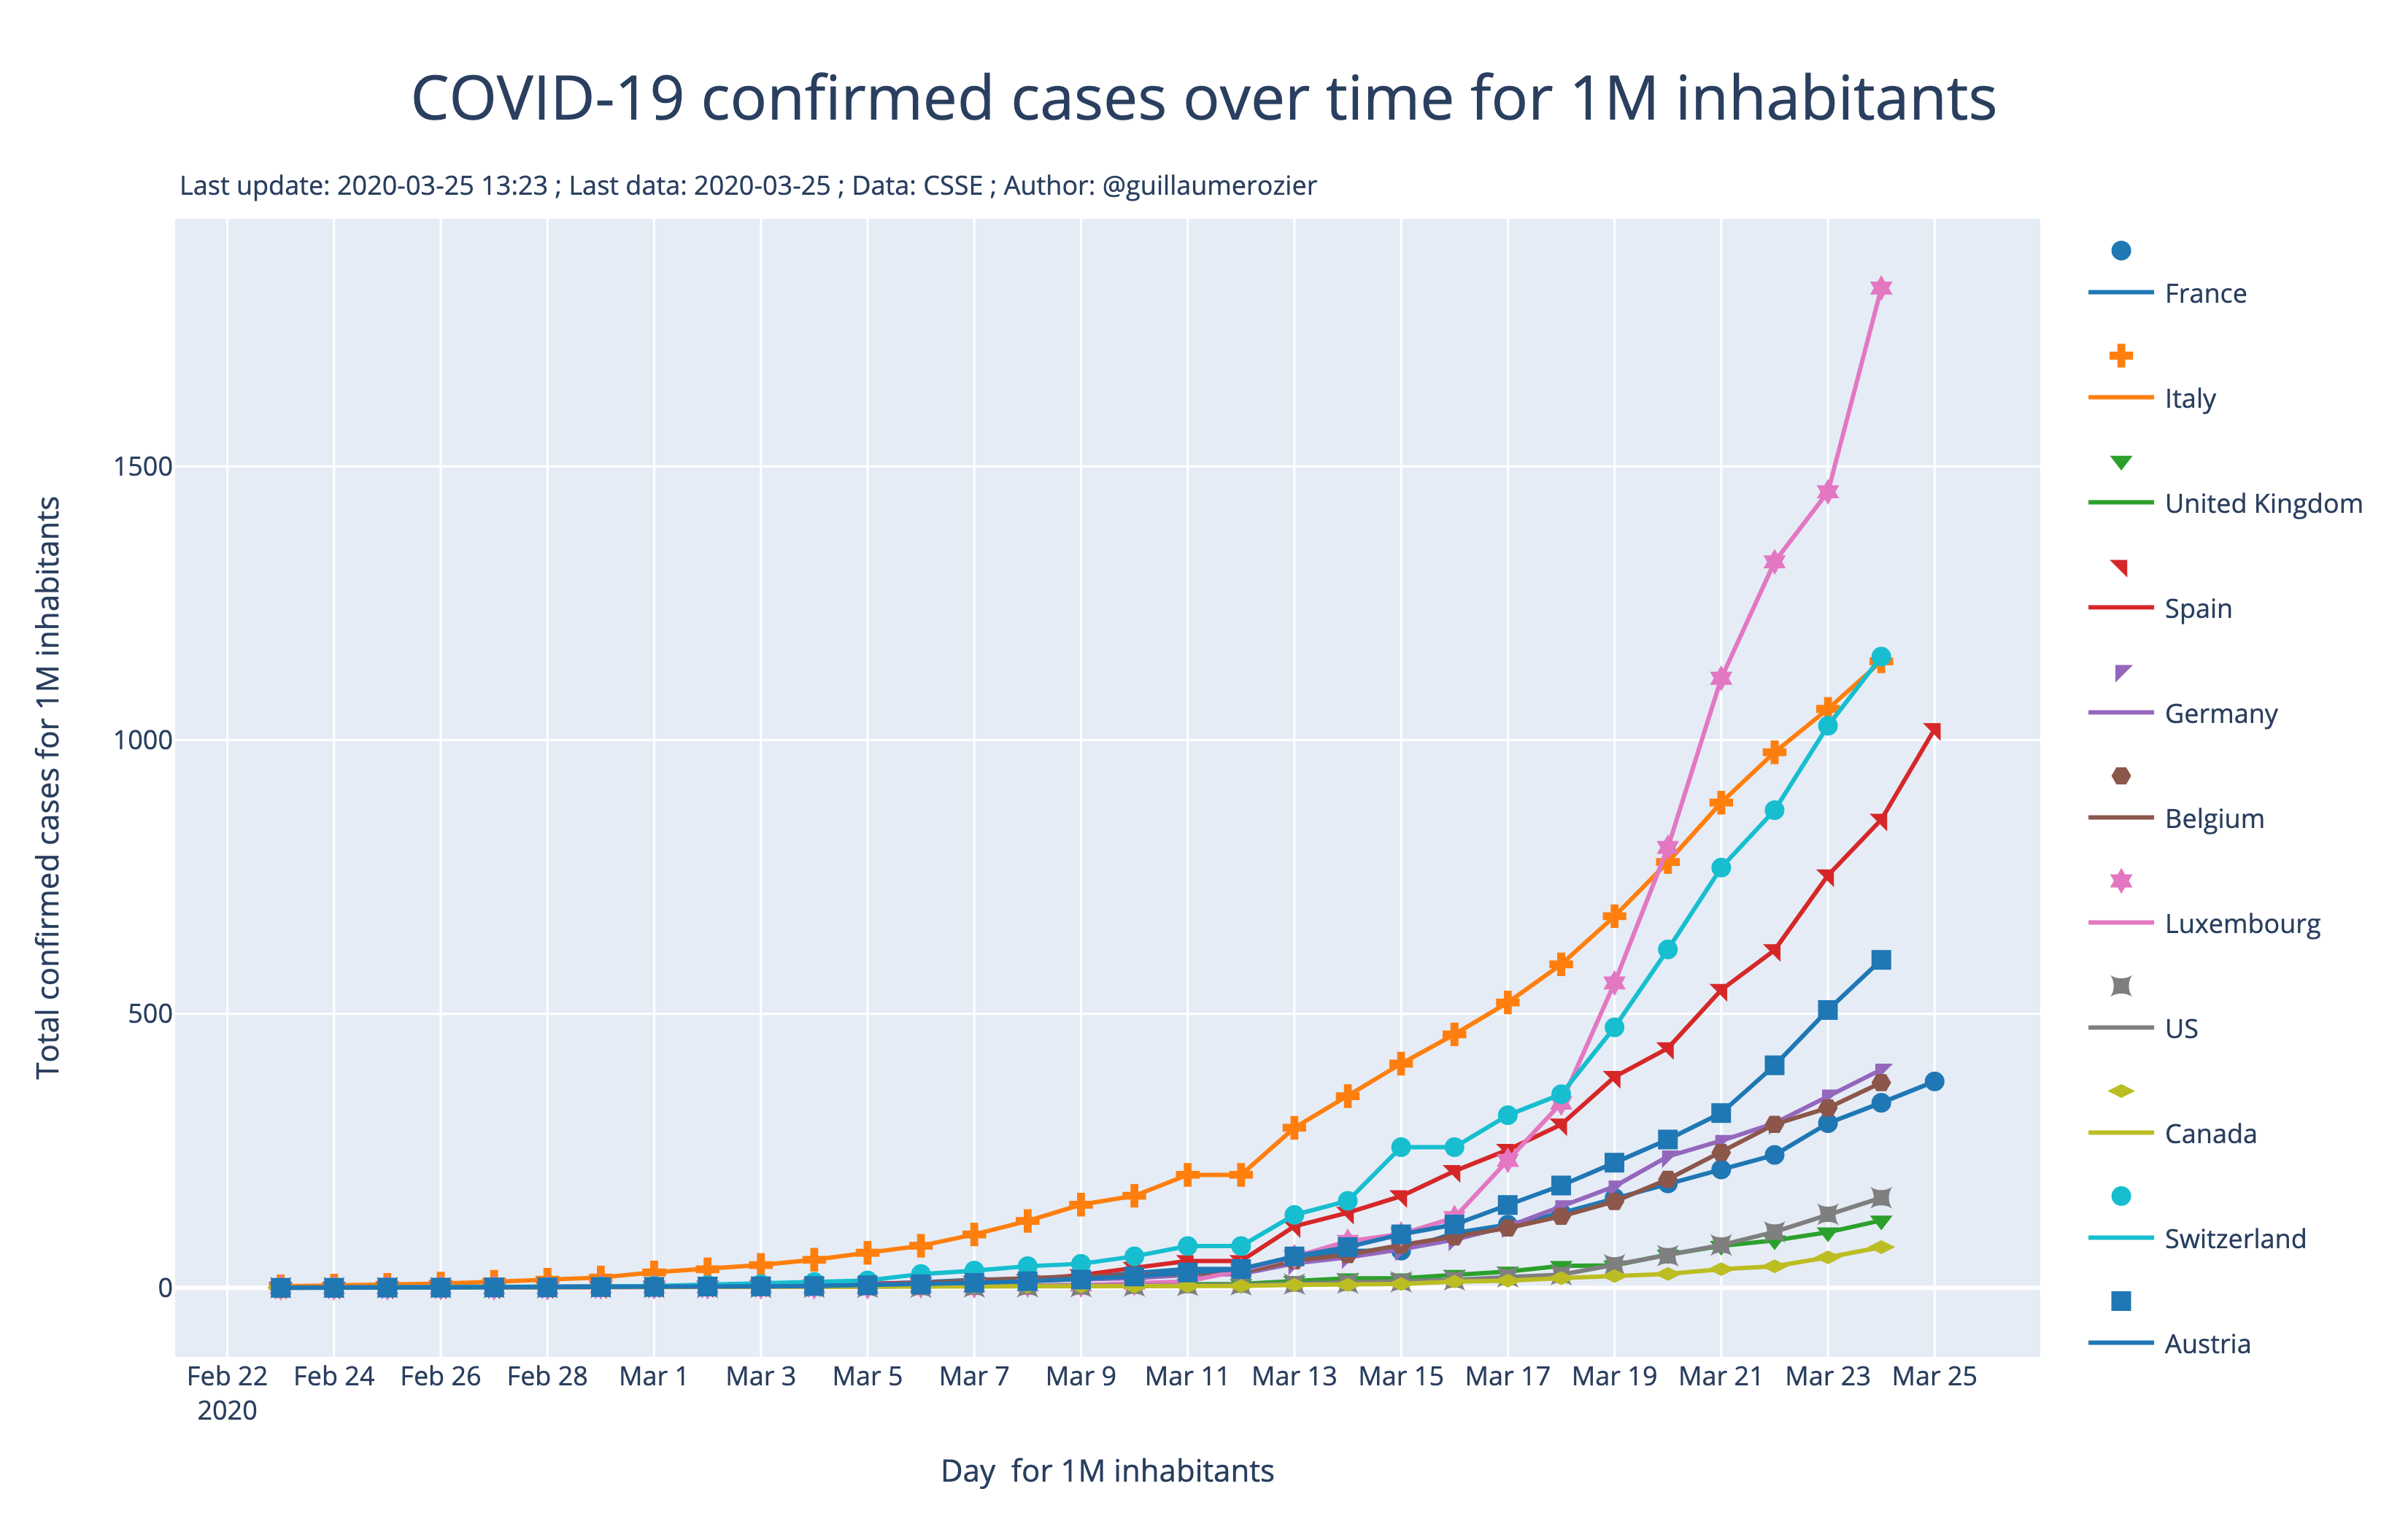 COVID-19 confirmed cases over time for 1M inhabitants
Last update: 2020-03-25 13:23 ; Last data: 2020-03-25 ; Data: CSSE ; Author: @guillaumerozier
Total confirmed cases for 1M inhabitants
1500
1000
500
0
Feb 22
2020
Feb 24
Feb 26
Feb 28
Mar 1
Mar 3
Mar 5
Mar 7
Mar 9
Mar 11
Mar 13
Mar 15
Mar 17
Mar 19
Mar 21
Mar 23
Mar 25
Day for 1M inhabitants
France
Italy
United Kingdom
Spain
Germany
Belgium
Luxembourg
US
Canada
Switzerland
Austria